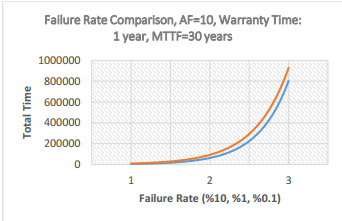 Failure Rate Comparison, AF=10, Warranty Time:
1 year, MTTF=30 years
1000000
800000
600000
400000
200000
0
Total Time
1 2 3
Failure Rate (%10, %1, %0.1)